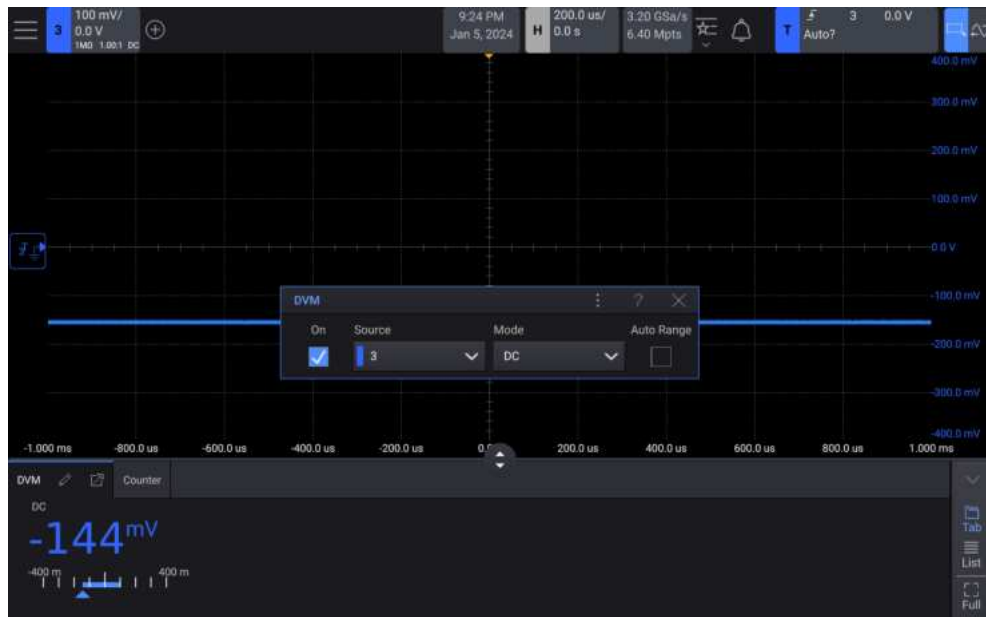 3 100 mV/
0.0 V
1MΩ 1.00:1 DC
9:24 PM
Jan 5, 2024
H 200.0 us/
0.0 s
3.20 GSa/s
6.40 Mpts
T 3 0.0 V
Auto?
400.0 mV
300.0 mV
200.0 mV
100.0 mV
0.0 V
-100.0 mV
-200.0 mV
-300.0 mV
-400.0 mV
DVM ? X
On Source Mode Auto Range
3 DC
-1.000 ms -800.0 us -600.0 us -400.0 us -200.0 us 200.0 us 400.0 us 600.0 us 800.0 us 1.000 ms
DVM Counter
DC
-144 mV
-400 m 400 m
Tab
List
Full